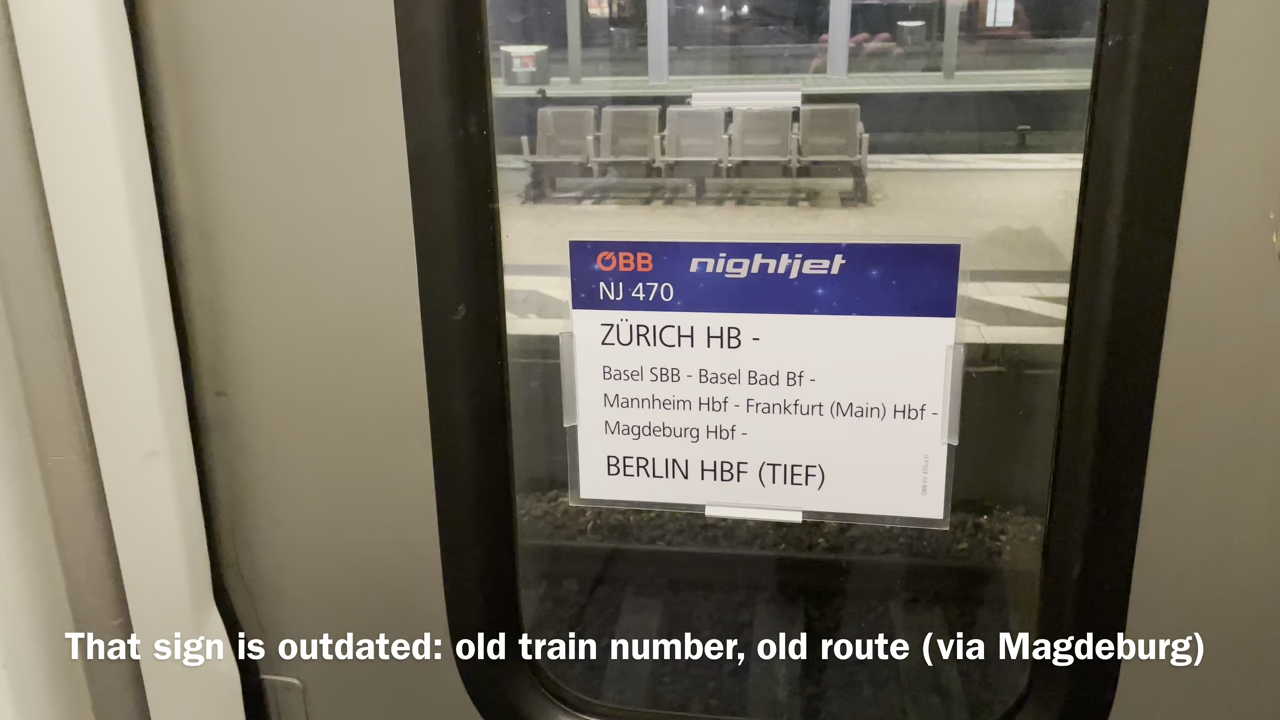 ÖBB nightjet
NJ 470
ZÜRICH HB -
Basel SBB - Basel Bad Bf -
Mannheim Hbf - Frankfurt (Main) Hbf -
Magdeburg Hbf -
BERLIN HBF (TIEF)
That sign is outdated: old train number, old route (via Magdeburg)